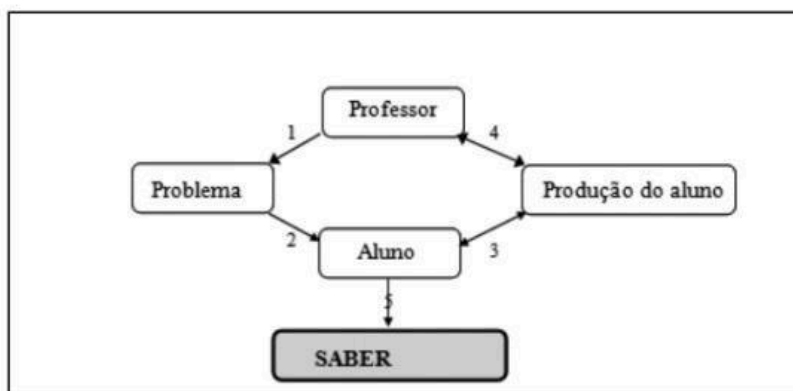 Professor
1
4
Problema
Produção do aluno
2
Aluno
3
5
SABER